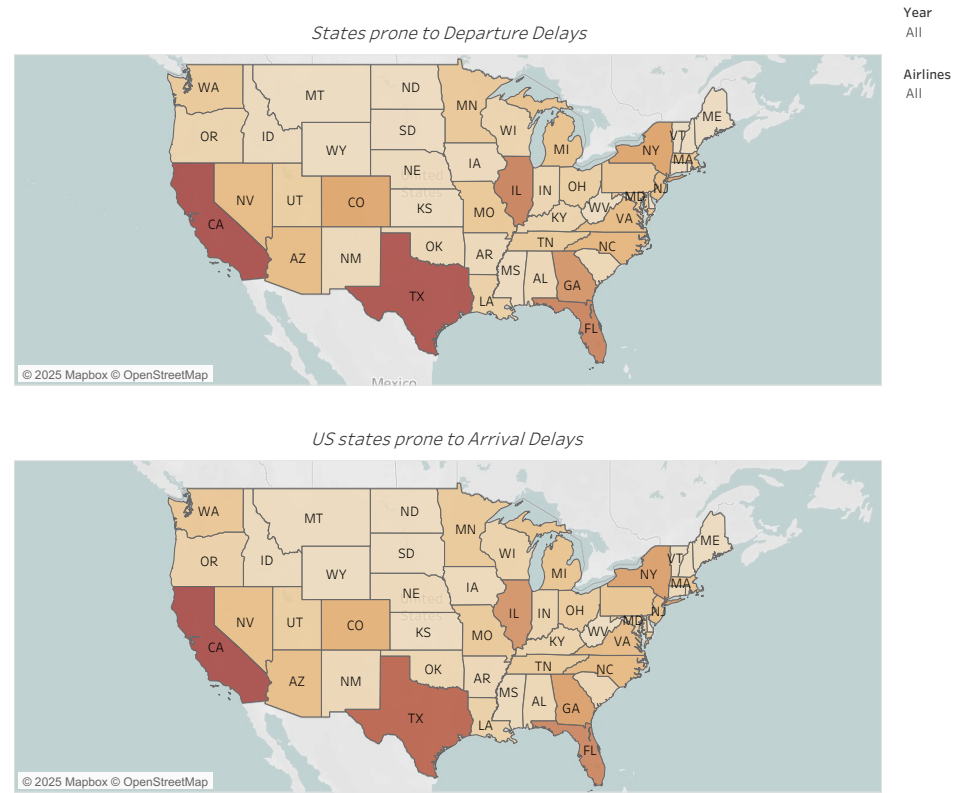 Year
All
Airlines
All
States prone to Departure Delays
WA
MT
ND
MN
OR
ID
SD
WI
ME
VT
WY
MI
NY
MA
IA
NE
United
States
NV
UT
CO
IL
IN
OH
NJ
MD
CA
KS
MO
KY
WV
VA
AZ
NM
OK
TN
NC
AR
MS
AL
GA
TX
LA
FL
Mexico
© 2025 Mapbox © OpenStreetMap
US states prone to Arrival Delays
WA
MT
ND
MN
OR
ID
SD
WI
ME
VT
WY
MI
NY
MA
IA
NE
United
States
NV
UT
CO
IL
IN
OH
NJ
MD
CA
KS
MO
KY
WV
VA
AZ
NM
OK
TN
NC
AR
MS
AL
GA
TX
LA
FL
© 2025 Mapbox © OpenStreetMap